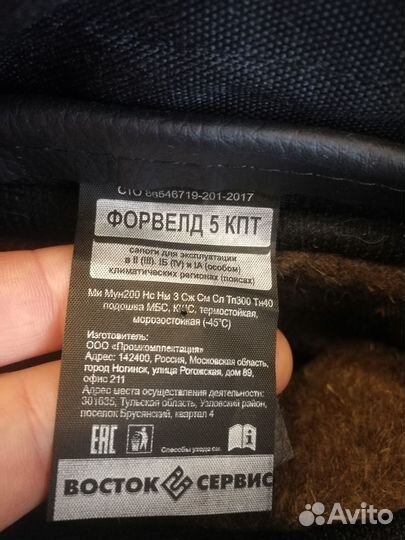 СТО 86546719-201-2017
ФОРВЕЛД 5 КПТ
сапоги для эксплуатации
в II (III). IБ (IV) и IA (особом)
климатических регионах (поясах)
Ми Мун200 Нс Нм З Сж См Сл Тп300 Тн40
подошва МБС, КЩС, термостойкая,
морозостойкая (-45°С)
Изготовитель:
ООО «Промкомплектация»
Адрес: 142400, Россия, Московская область,
город Ногинск, улица Рогожская, дом 89,
офис 211
Адрес места осуществления деятельности:
301635, Тульская область, Узловский район,
поселок Брусянский, квартал 4
ЕАС
Способы ухода см.
ВОСТОК СЕРВИС
Avito